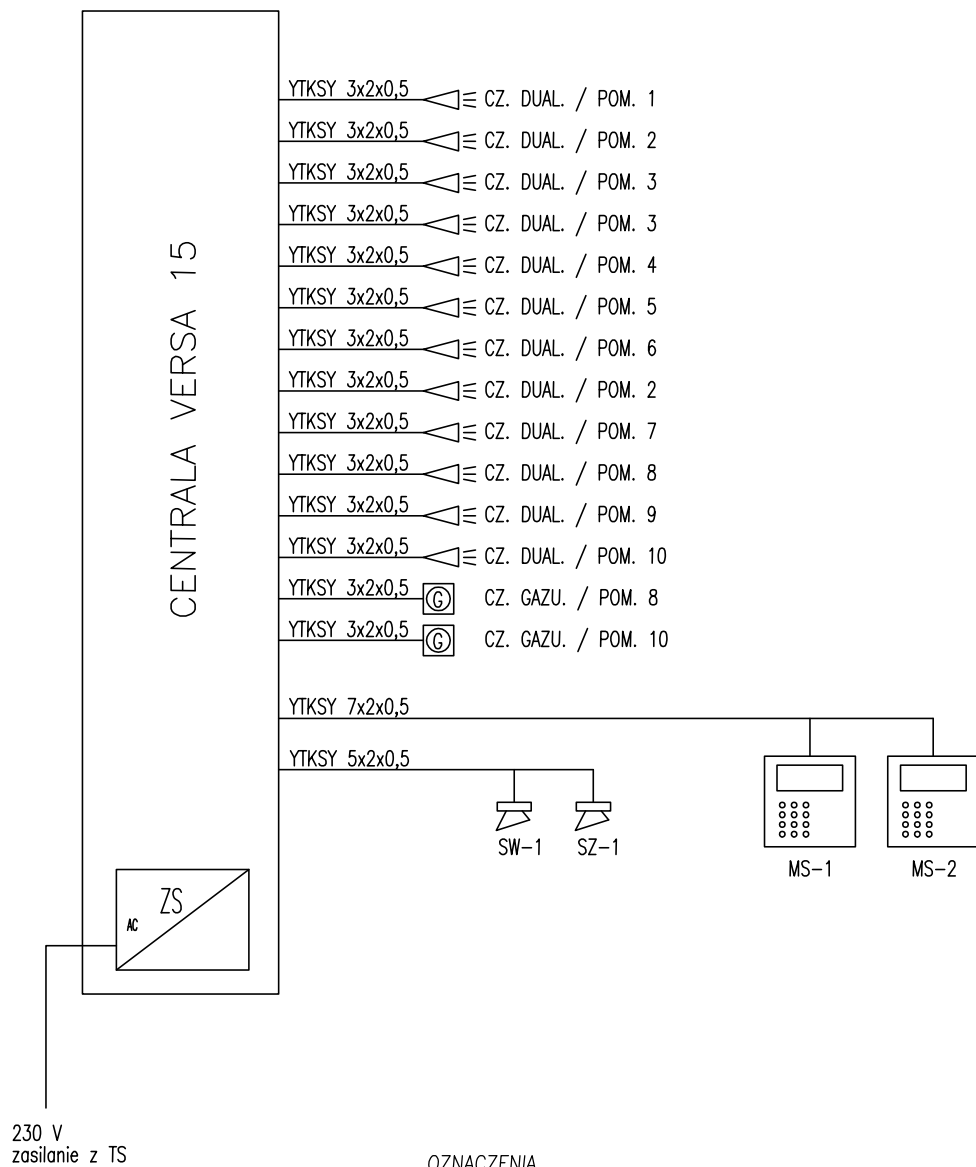 YTKSY 3x2x0,5 CZ. DUAL. / POM. 1
YTKSY 3x2x0,5 CZ. DUAL. / POM. 2
YTKSY 3x2x0,5 CZ. DUAL. / POM. 3
YTKSY 3x2x0,5 CZ. DUAL. / POM. 3
YTKSY 3x2x0,5 CZ. DUAL. / POM. 4
YTKSY 3x2x0,5 CZ. DUAL. / POM. 5
YTKSY 3x2x0,5 CZ. DUAL. / POM. 6
YTKSY 3x2x0,5 CZ. DUAL. / POM. 2
YTKSY 3x2x0,5 CZ. DUAL. / POM. 7
YTKSY 3x2x0,5 CZ. DUAL. / POM. 8
YTKSY 3x2x0,5 CZ. DUAL. / POM. 9
YTKSY 3x2x0,5 CZ. DUAL. / POM. 10
YTKSY 3x2x0,5 G CZ. GAZU. / POM. 8
YTKSY 3x2x0,5 G CZ. GAZU. / POM. 10
CENTRALA VERSA 15
YTKSY 7x2x0,5
YTKSY 5x2x0,5
SW-1 SZ-1
MS-1 MS-2
ZS
AC
230 V
zasilanie z TS
OZNACZENIA